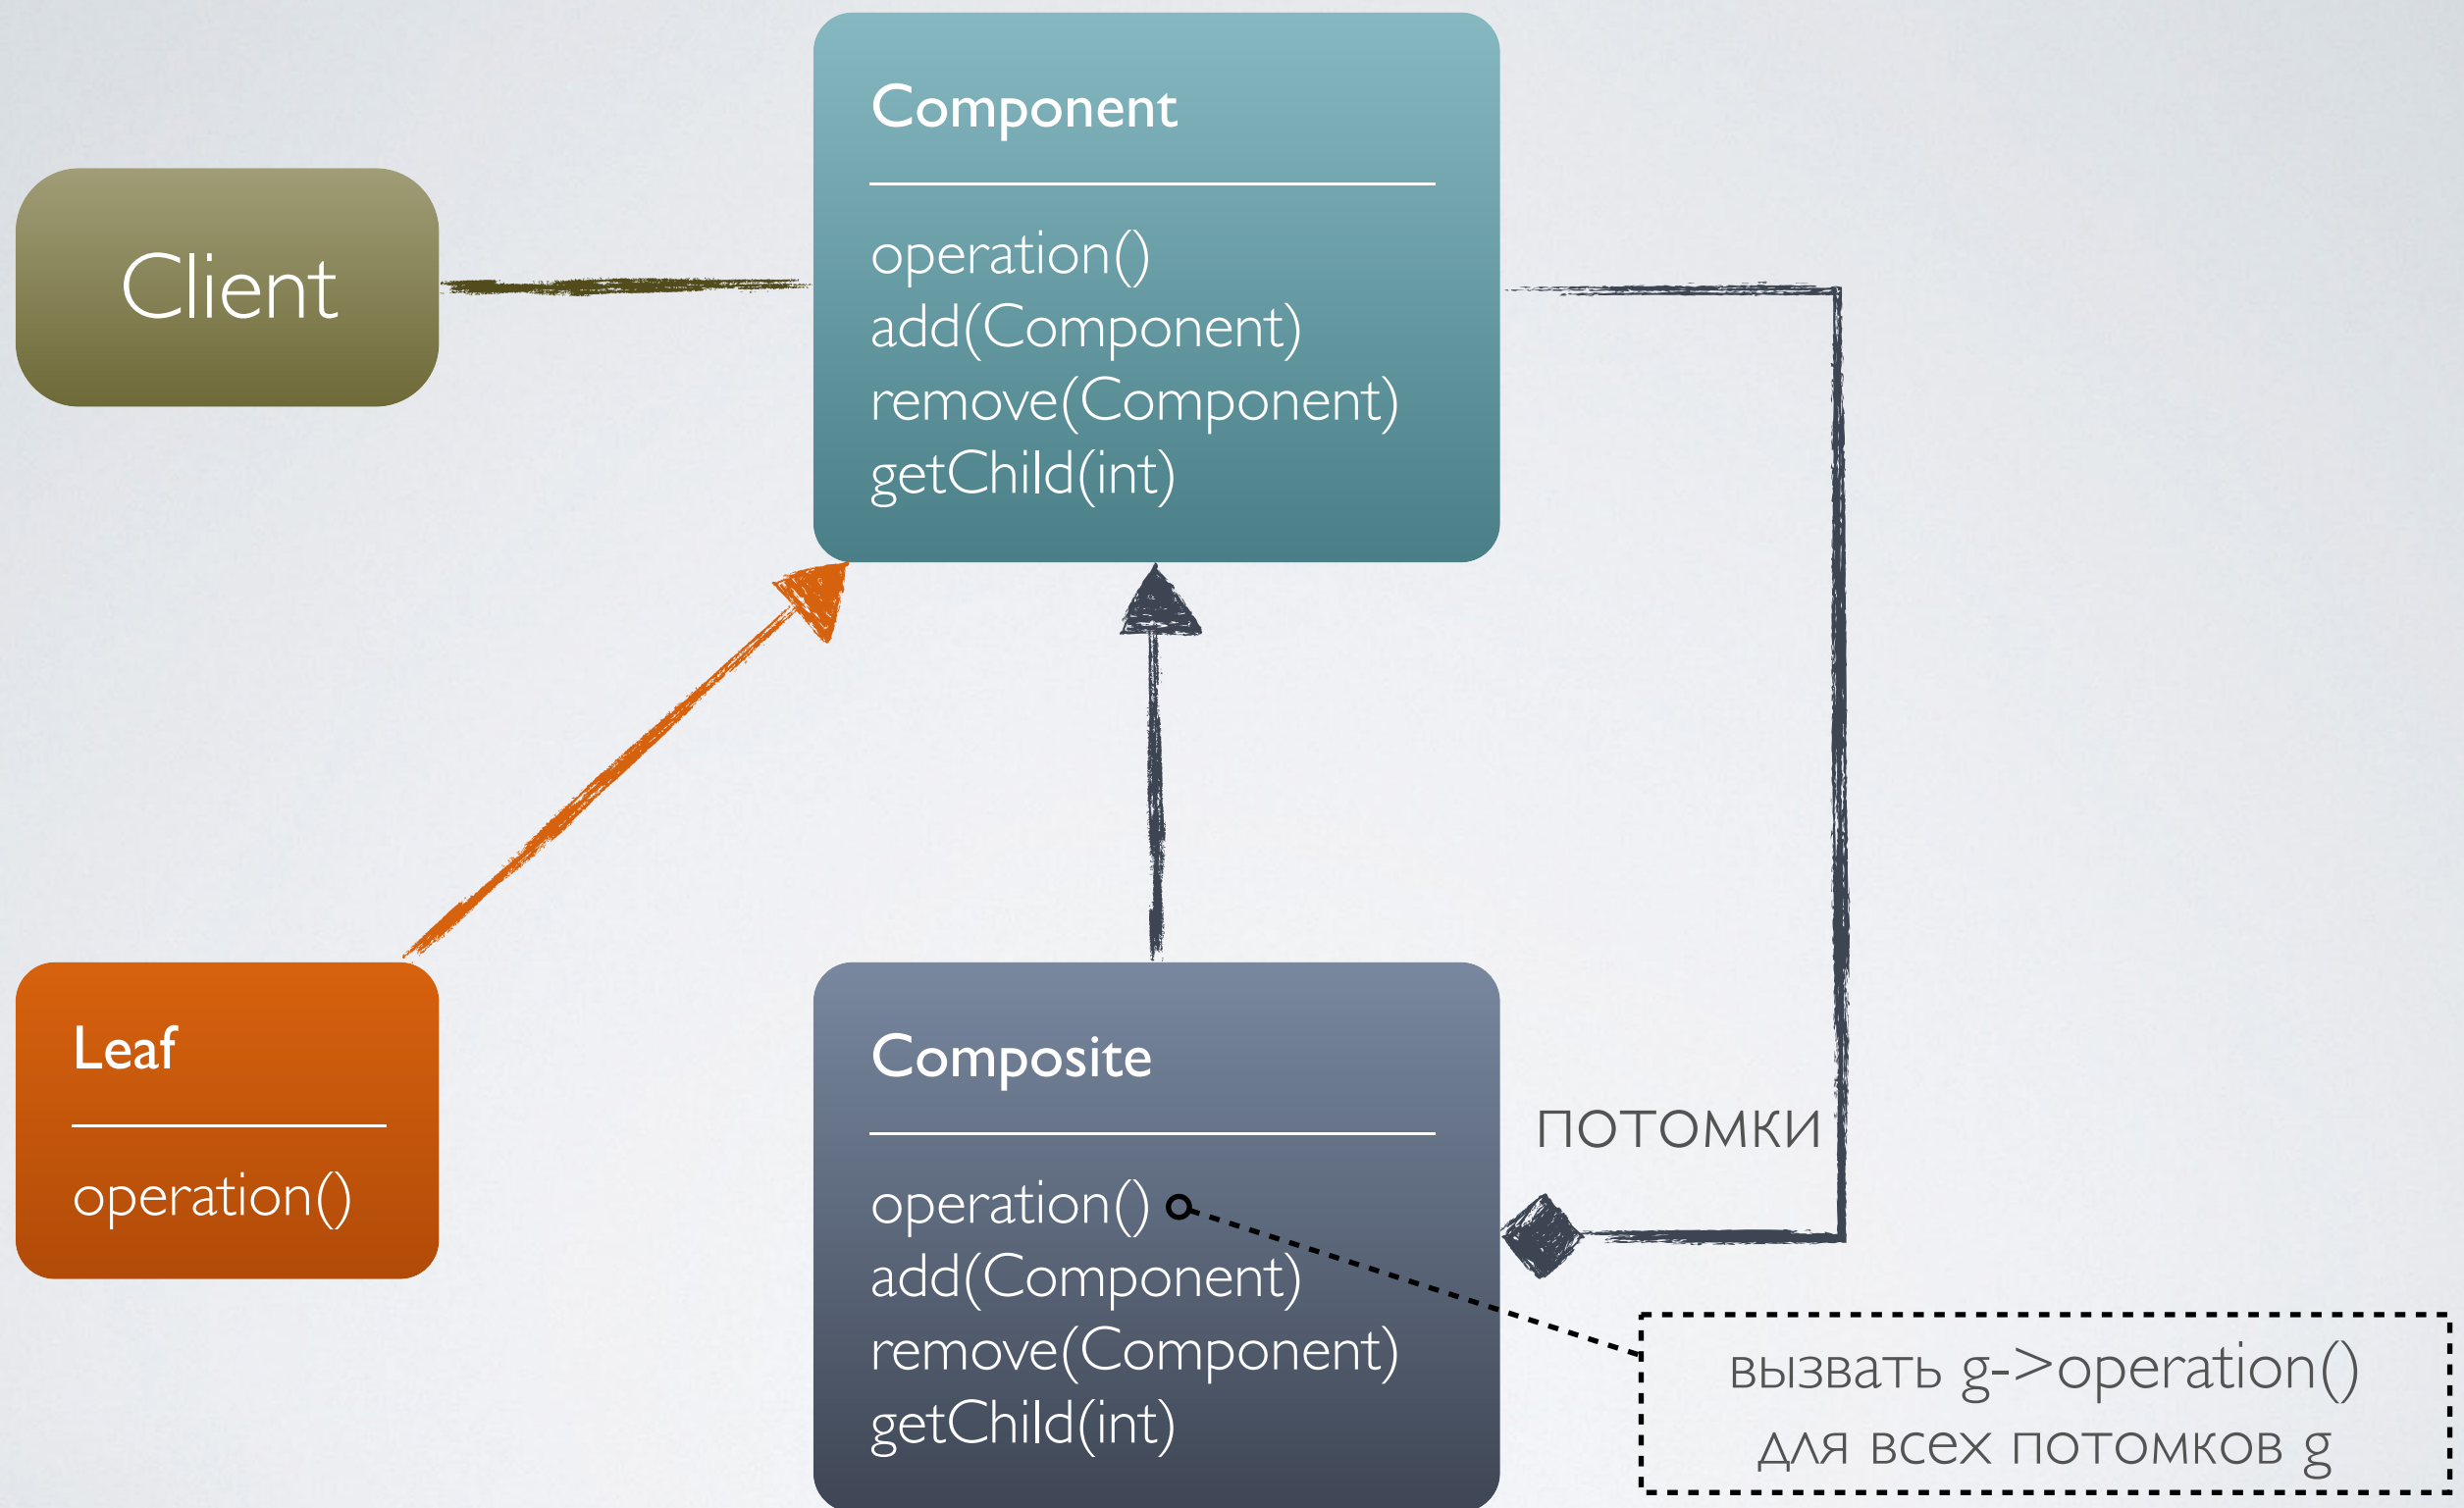 Component
Client
operation()
add(Component)
remove(Component)
getChild(int)
Leaf
operation()
Composite
operation()
add(Component)
remove(Component)
getChild(int)
потомки
вызвать g->operation()
для всех потомков g